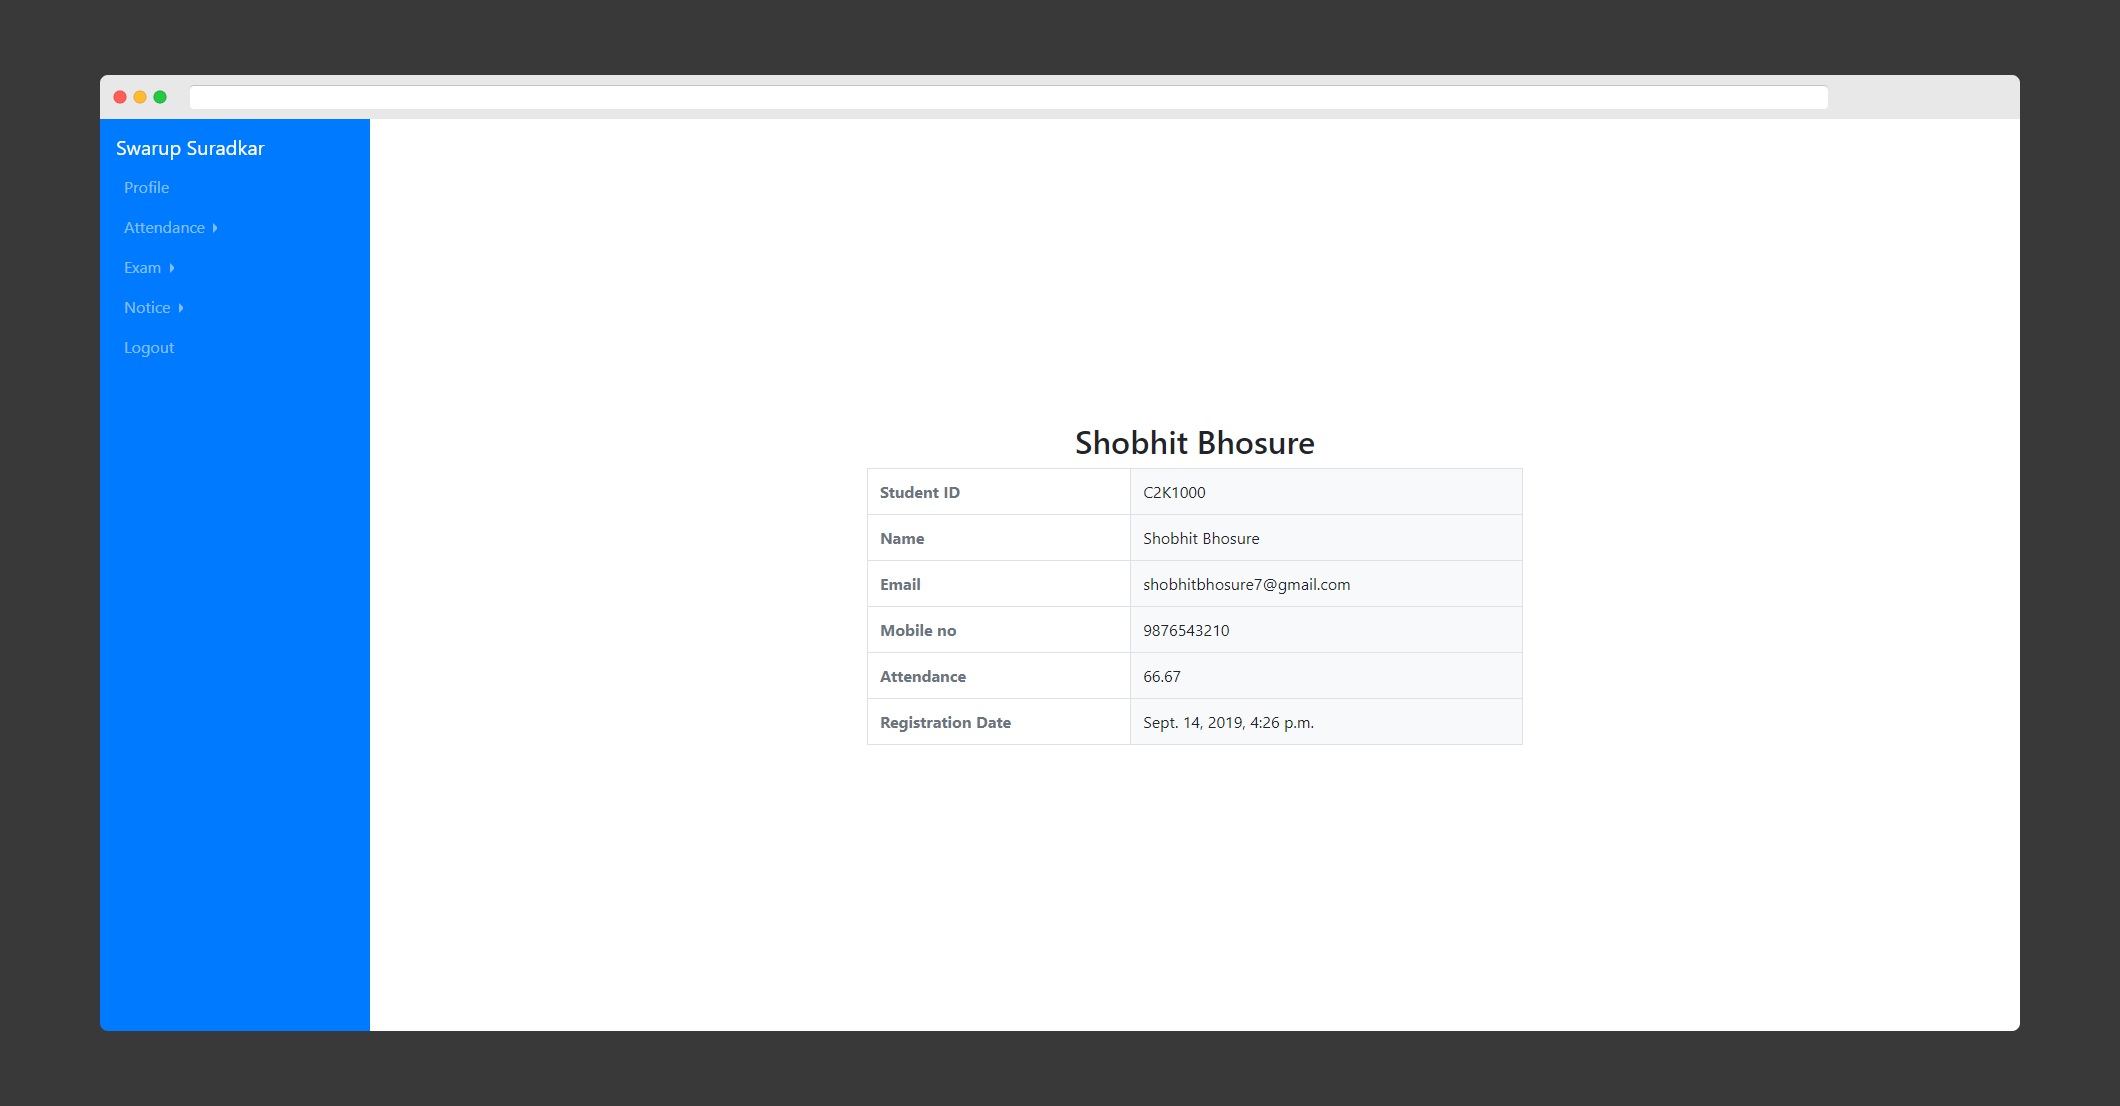 Swarup Suradkar
Profile
Attendance
Exam
Notice
Logout
Shobhit Bhosure
Student ID C2K1000
Name Shobhit Bhosure
Email shobhitbhosure7@gmail.com
Mobile no 9876543210
Attendance 66.67
Registration Date Sept. 14, 2019, 4:26 p.m.